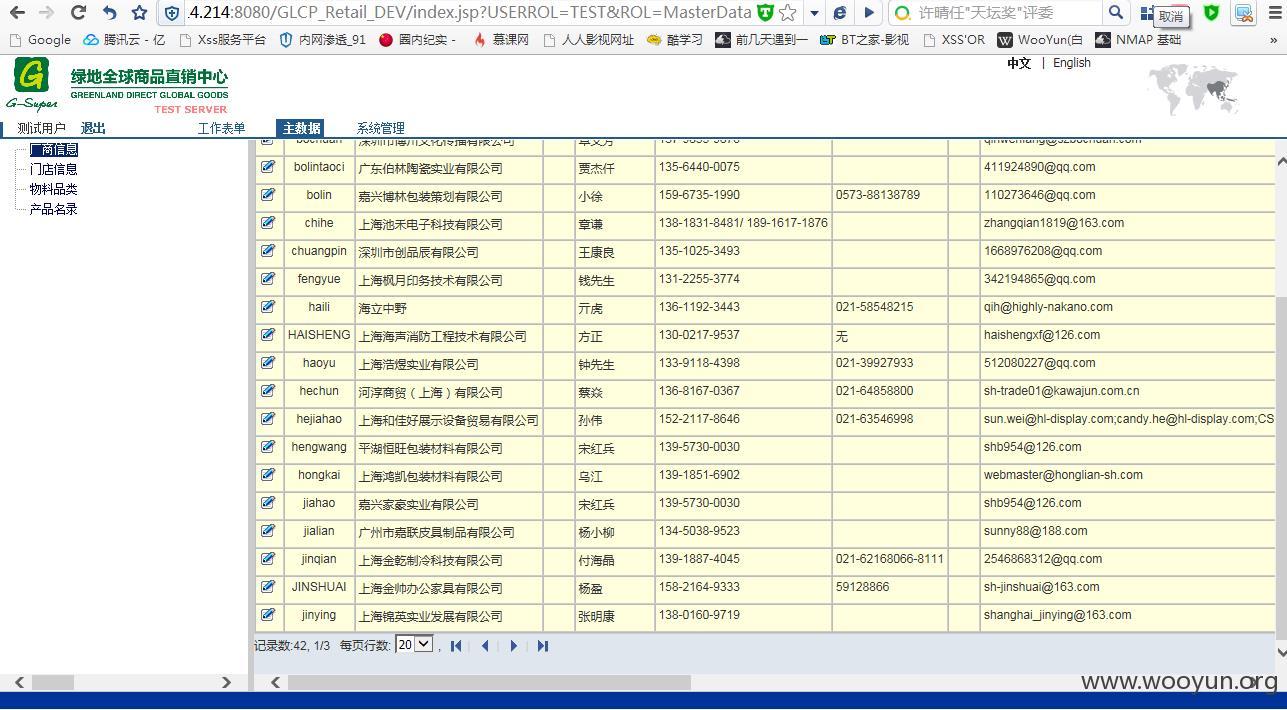 .4.214:8080/GLCP_Retail_DEV/index.jsp?USERROL=TEST&ROL=MasterData 许晴任"天坛奖"评委 取消
Google 腾讯云 - 亿 Xss服务平台 内网渗透_91 圈内纪实 - 慕课网 人人影视网址 酷学习 前几天遇到一 BT之家-影视 XSS'OR WooYun(白 NMAP 基础 »
G-Super 绿地全球商品直销中心 中文 | English
GREENLAND DIRECT GLOBAL GOODS
TEST SERVER
测试用户 退出 工作表单 主数据 系统管理
厂商信息
门店信息
物料品类
产品名录
bochuan 深圳市博川文化传播有限公司
bolintaoci 广东伯林陶瓷实业有限公司 贾杰仟 135-6440-0075 411924890@qq.com
bolin 嘉兴博林包装策划有限公司 小徐 159-6735-1990 0573-88138789 110273646@qq.com
chihe 上海池禾电子科技有限公司 章谦 138-1831-8481/ 189-1617-1876 zhangqian1819@163.com
chuangpin 深圳市创品辰有限公司 王康良 135-1025-3493 1668976208@qq.com
fengyue 上海枫月印务技术有限公司 钱先生 131-2255-3774 342194865@qq.com
haili 海立中野 亓虎 136-1192-3443 021-58548215 qih@highly-nakano.com
HAISHENG 上海海声消防工程技术有限公司 方正 130-0217-9537 无 haishengxf@126.com
haoyu 上海浩煜实业有限公司 钟先生 133-9118-4398 021-39927933 512080227@qq.com
hechun 河淳商贸（上海）有限公司 蔡焱 136-8167-0367 021-64858800 sh-trade01@kawajun.com.cn
hejiahao 上海和佳好展示设备贸易有限公司 孙伟 152-2117-8646 021-63546998 sun.wei@hl-display.com;candy.he@hl-display.com;CS
hengwang 平湖恒旺包装材料有限公司 宋红兵 139-5730-0030 shb954@126.com
hongkai 上海鸿凯包装材料有限公司 乌江 139-1851-6902 webmaster@honglian-sh.com
jiahao 嘉兴家豪实业有限公司 宋红兵 139-5730-0030 shb954@126.com
jialian 广州市嘉联皮具制品有限公司 杨小柳 134-5038-9523 sunny88@188.com
jinqian 上海金乾制冷科技有限公司 付海晶 139-1887-4045 021-62168066-8111 2546868312@qq.com
JINSHUAI 上海金帅办公家具有限公司 杨盈 158-2164-9333 59128866 sh-jinshuai@163.com
jinying 上海锦英实业发展有限公司 张明康 138-0160-9719 shanghai_jinying@163.com
记录数:42, 1/3 每页行数: 20 ,
www.wooyun.org